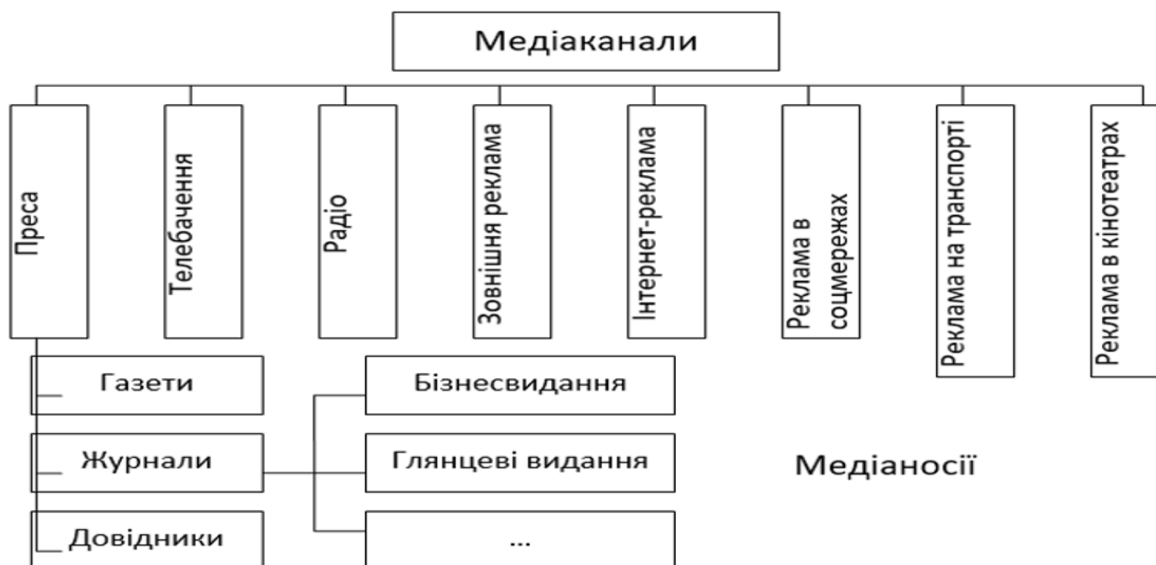 Медіаканали
Преса
Телебачення
Радіо
Зовнішня реклама
Інтернет-реклама
Реклама в
соцмережах
Реклама на транспорті
Реклама в кінотеатрах
Газети
Бізнесвидання
Журнали
Глянцеві видання
Медіаносії
Довідники
...